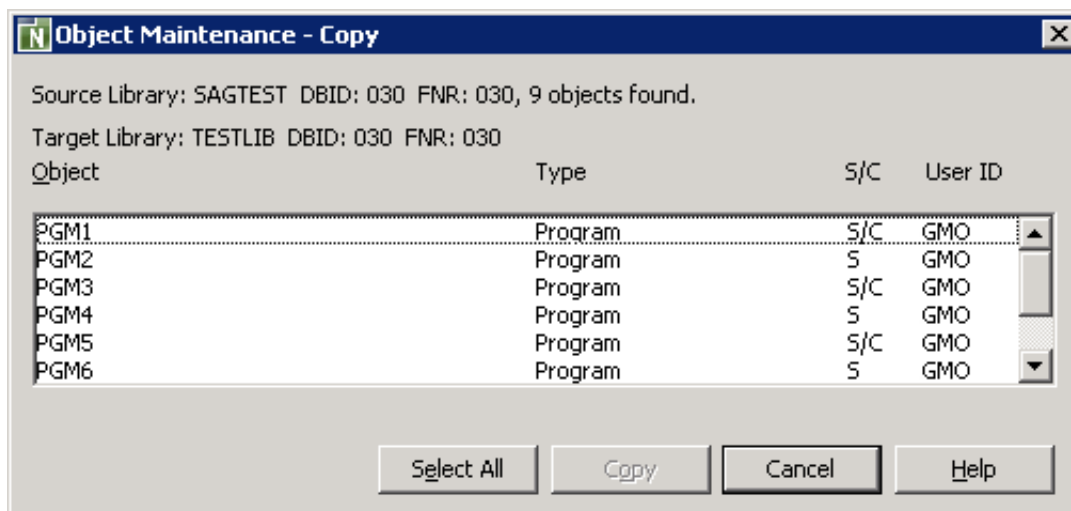 Object Maintenance - Copy
Source Library: SAGTEST DBID: 030 FNR: 030, 9 objects found.
Target Library: TESTLIB DBID: 030 FNR: 030
Object Type S/C User ID
PGM1 Program S/C GMO
PGM2 Program S GMO
PGM3 Program S/C GMO
PGM4 Program S GMO
PGM5 Program S/C GMO
PGM6 Program S GMO
Select All Copy Cancel Help